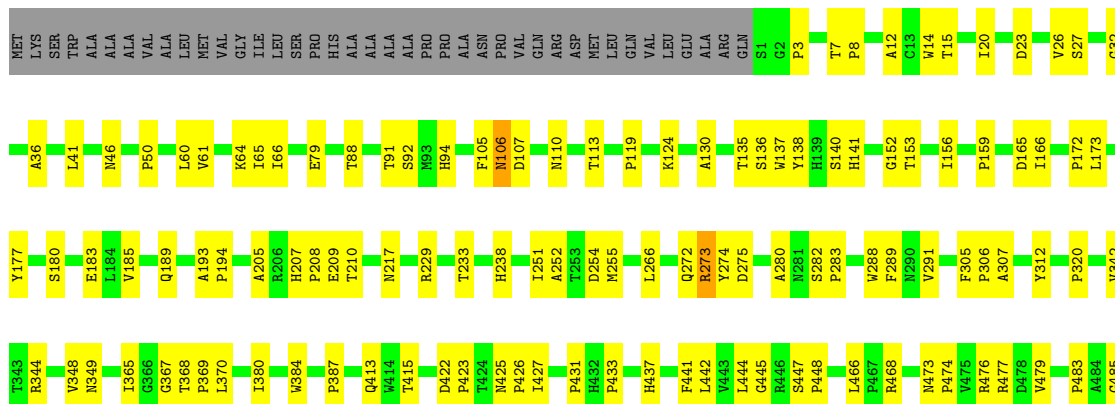 MET LYS SER TRP ALA ALA ALA VAL ALA LEU MET VAL GLY ILE LEU SER PRO HIS ALA ALA ALA ALA PRO PRO ALA ASN PRO VAL GLN ARG ASP MET LEU GLN VAL LEU GLU ALA ARG GLN S1 G2 P3 T7 P8 A12 C13 W14 T15 I20 D23 V26 S27
A36 L41 N46 P50 L60 V61 K64 I65 I66 E79 T88 T91 S92 M93 H94 F105 N106 D107 N110 T113 P119 K124 A130 T135 S136 W137 Y138 H139 S140 H141 G152 T153 I156 P159 D165 I166 P172 L173
Y177 S180 E183 L184 V185 Q189 A193 P194 A205 R206 H207 P208 E209 T210 N217 R229 T233 H238 I251 A252 T253 D254 M255 L266 Q272 R273 Y274 D275 A280 N281 S282 P283 W288 F289 N290 V291 F305 P306 A307 Y312 P320
T343 R344 V348 N349 I365 G366 G367 T368 P369 L370 I380 W384 P387 Q413 W414 T415 D422 P423 T424 N425 P426 I427 P431 H432 P433 H437 F441 L442 V443 L444 G445 R446 S447 P448 L466 P467 R468 N473 P474 V475 R476 R477 D478 V479 P483 A484